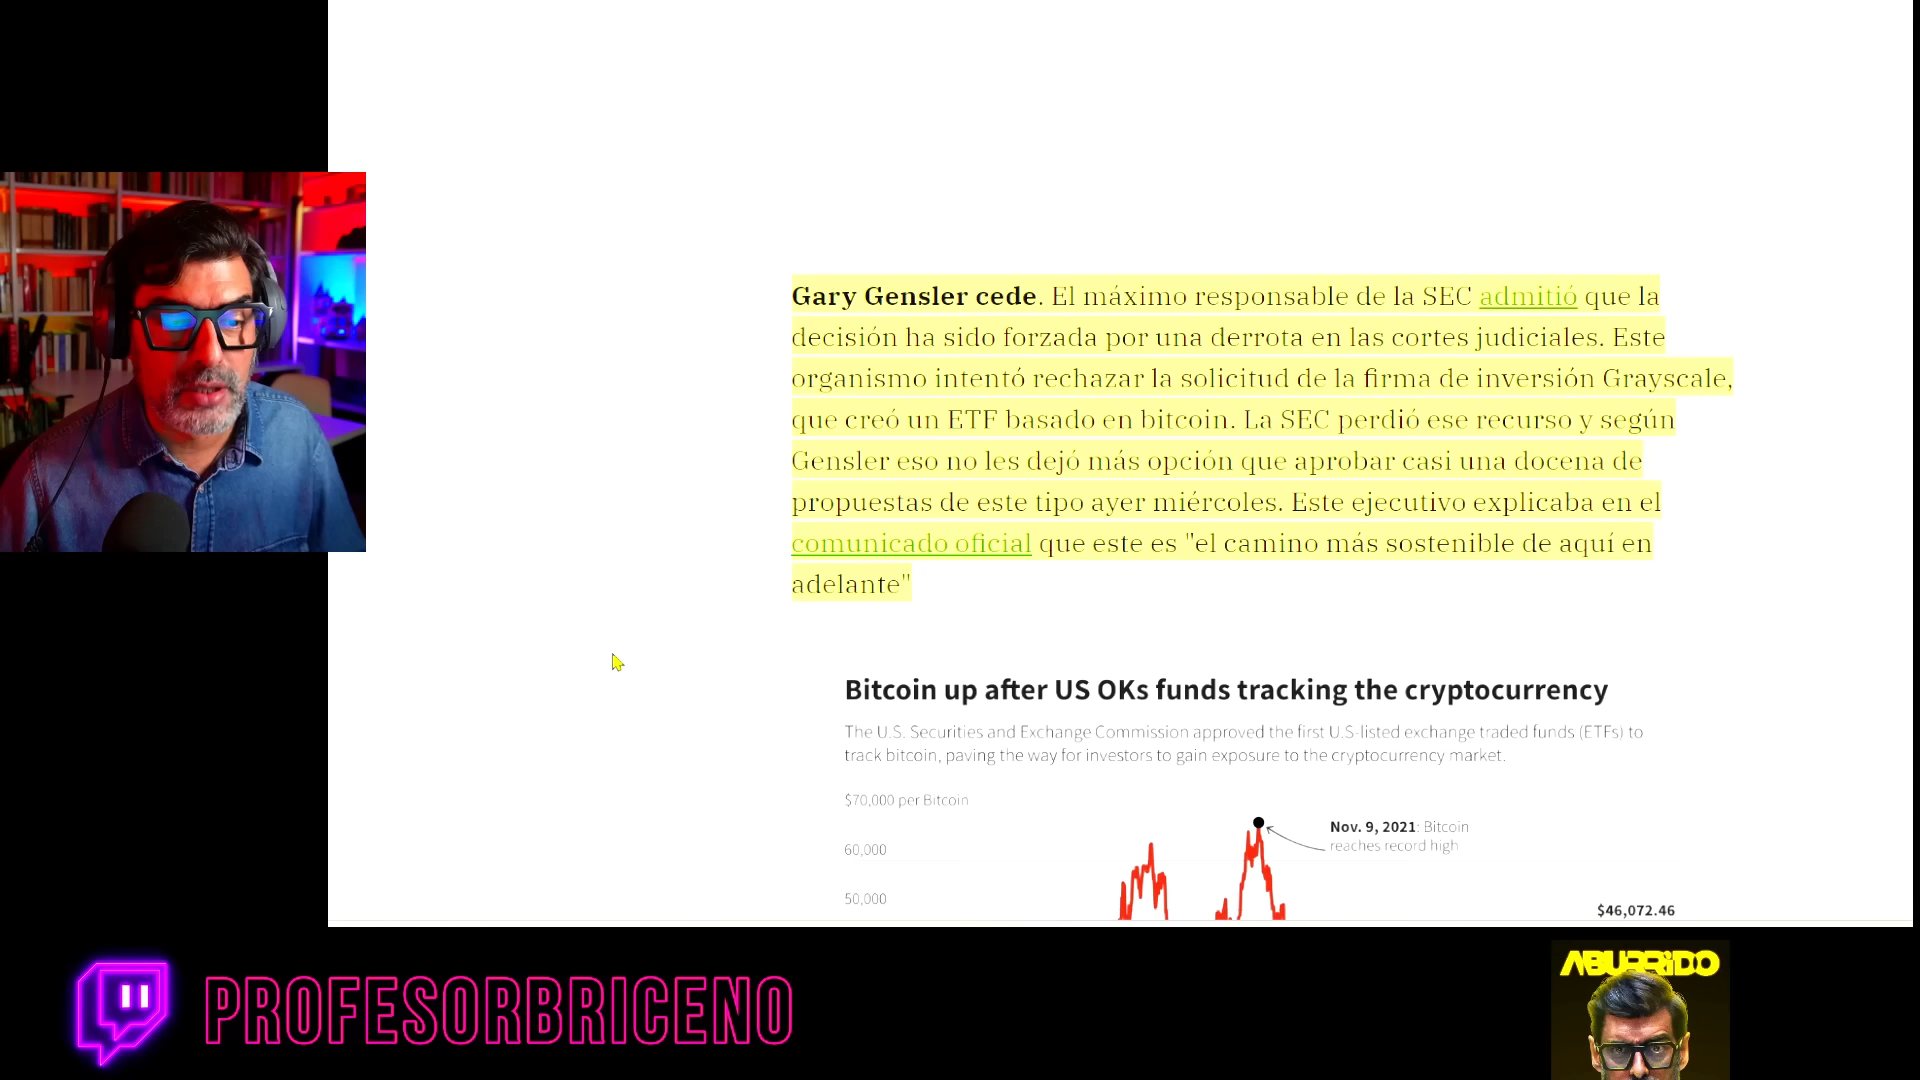 Gary Gensler cede. El máximo responsable de la SEC admitió que la
decisión ha sido forzada por una derrota en las cortes judiciales. Este
organismo intentó rechazar la solicitud de la firma de inversión Grayscale,
que creó un ETF basado en bitcoin. La SEC perdió ese recurso y según
Gensler eso no les dejó más opción que aprobar casi una docena de
propuestas de este tipo ayer miércoles. Este ejecutivo explicaba en el
comunicado oficial que este es "el camino más sostenible de aquí en
adelante"
Bitcoin up after US OKs funds tracking the cryptocurrency
The U.S. Securities and Exchange Commission approved the first U.S-listed exchange traded funds (ETFs) to
track bitcoin, paving the way for investors to gain exposure to the cryptocurrency market.
$70,000 per Bitcoin
Nov. 9, 2021: Bitcoin
reaches record high
60,000
50,000
$46,072.46
PROFESORBRICENO
ABURRIDO